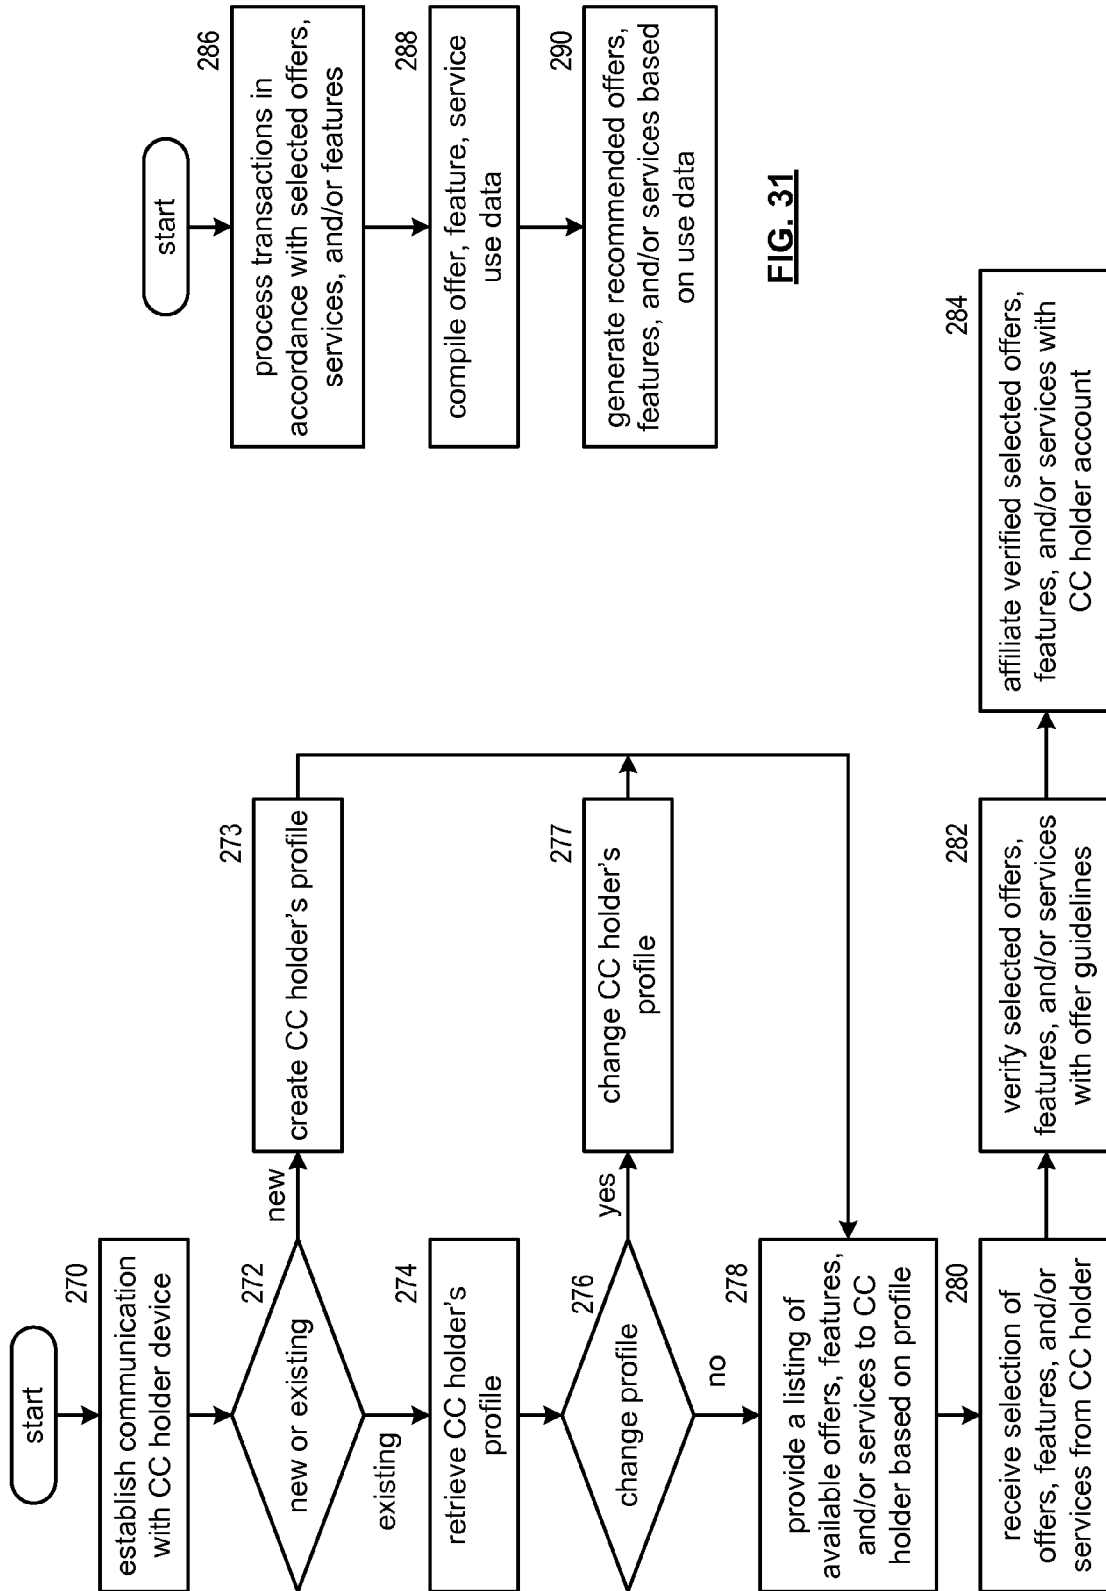 start
270
establish communication
with CC holder device
272
new or existing
new
273
create CC holder's profile
existing
274
retrieve CC holder's
profile
276
change profile
yes
277
change CC holder's
profile
no
278
provide a listing of
available offers, features,
and/or services to CC
holder based on profile
280
receive selection of
offers, features, and/or
services from CC holder
282
verify selected offers,
features, and/or services
with offer guidelines
284
affiliate verified selected offers,
features, and/or services with
CC holder account
start
286
process transactions in
accordance with selected offers,
services, and/or features
288
compile offer, feature, service
use data
290
generate recommended offers,
features, and/or services based
on use data
FIG. 31